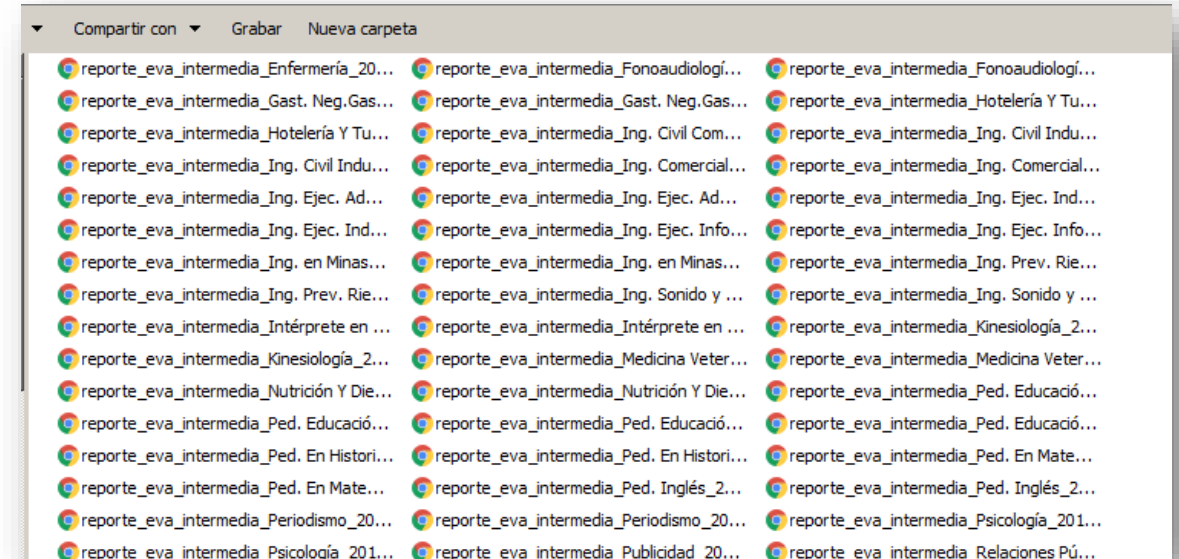 Compartir con Grabar Nueva carpeta
reporte_eva_intermedia_Enfermería_20... reporte_eva_intermedia_Fonoaudiologí... reporte_eva_intermedia_Fonoaudiologí...
reporte_eva_intermedia_Gast. Neg.Gas... reporte_eva_intermedia_Gast. Neg.Gas... reporte_eva_intermedia_Hotelería Y Tu...
reporte_eva_intermedia_Hotelería Y Tu... reporte_eva_intermedia_Ing. Civil Com... reporte_eva_intermedia_Ing. Civil Indu...
reporte_eva_intermedia_Ing. Civil Indu... reporte_eva_intermedia_Ing. Comercial... reporte_eva_intermedia_Ing. Comercial...
reporte_eva_intermedia_Ing. Ejec. Ad... reporte_eva_intermedia_Ing. Ejec. Ad... reporte_eva_intermedia_Ing. Ejec. Ind...
reporte_eva_intermedia_Ing. Ejec. Ind... reporte_eva_intermedia_Ing. Ejec. Info... reporte_eva_intermedia_Ing. Ejec. Info...
reporte_eva_intermedia_Ing. en Minas... reporte_eva_intermedia_Ing. en Minas... reporte_eva_intermedia_Ing. Prev. Rie...
reporte_eva_intermedia_Ing. Prev. Rie... reporte_eva_intermedia_Ing. Sonido y ... reporte_eva_intermedia_Ing. Sonido y ...
reporte_eva_intermedia_Intérprete en ... reporte_eva_intermedia_Intérprete en ... reporte_eva_intermedia_Kinesiología_2...
reporte_eva_intermedia_Kinesiología_2... reporte_eva_intermedia_Medicina Veter... reporte_eva_intermedia_Medicina Veter...
reporte_eva_intermedia_Nutrición Y Die... reporte_eva_intermedia_Nutrición Y Die... reporte_eva_intermedia_Ped. Educació...
reporte_eva_intermedia_Ped. Educació... reporte_eva_intermedia_Ped. Educació... reporte_eva_intermedia_Ped. Educació...
reporte_eva_intermedia_Ped. En Histori... reporte_eva_intermedia_Ped. En Histori... reporte_eva_intermedia_Ped. En Mate...
reporte_eva_intermedia_Ped. En Mate... reporte_eva_intermedia_Ped. Inglés_2... reporte_eva_intermedia_Ped. Inglés_2...
reporte_eva_intermedia_Periodismo_20... reporte_eva_intermedia_Periodismo_20... reporte_eva_intermedia_Psicología_201...
reporte_eva_intermedia_Psicología_201... reporte_eva_intermedia_Publicidad_20... reporte_eva_intermedia_Relaciones Pú...